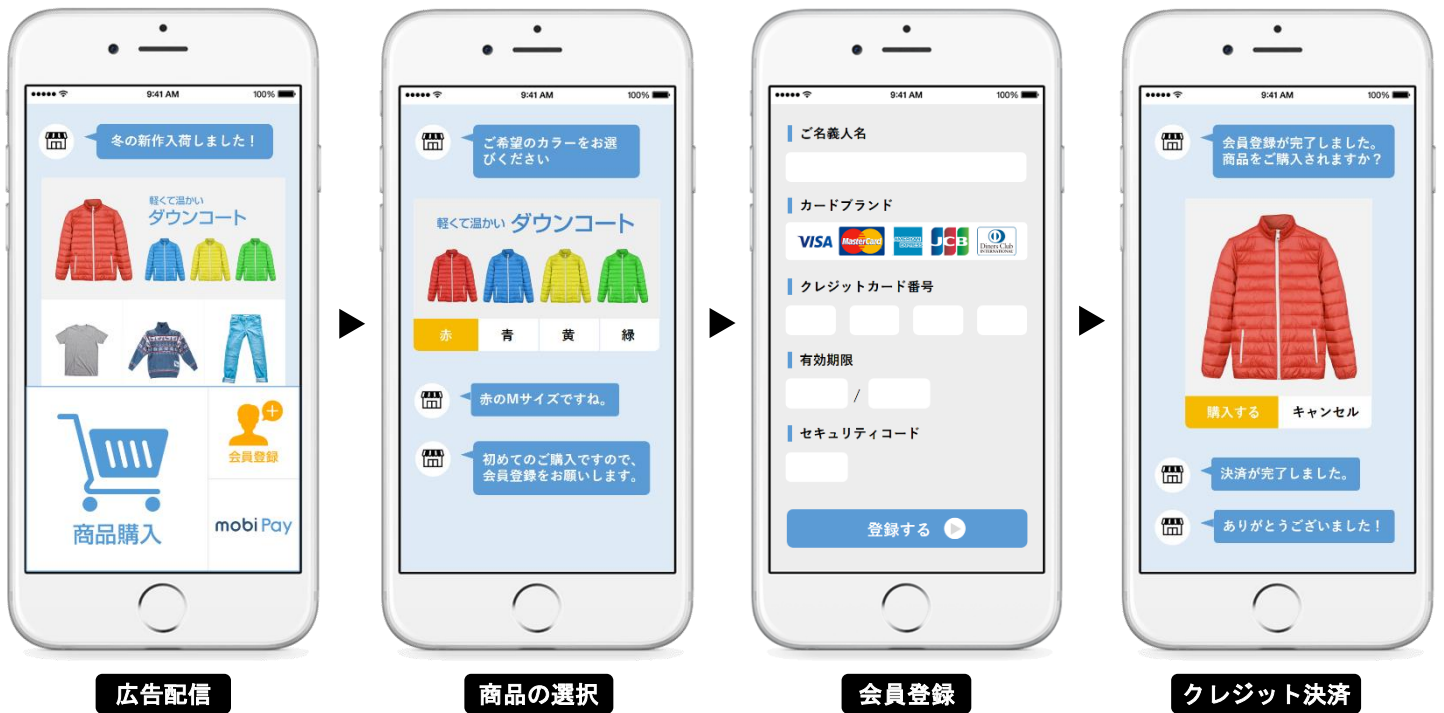 9:41 AM
100%
冬の新作入荷しました！
軽くて温かい
ダウンコート
商品購入
会員登録
mobi Pay
広告配信
9:41 AM
100%
ご希望のカラーをお選
びください
軽くて温かい ダウンコート
赤 青 黄 緑
赤のMサイズですね。
初めてのご購入ですので、
会員登録をお願いします。
商品の選択
9:41 AM
100%
ご名義人名
カードブランド
VISA MasterCard AMERICAN EXPRESS JCB Diners Club INTERNATIONAL
クレジットカード番号
有効期限
/
セキュリティコード
登録する
会員登録
9:41 AM
100%
会員登録が完了しました。
商品をご購入されますか？
購入する キャンセル
決済が完了しました。
ありがとうございました！
クレジット決済